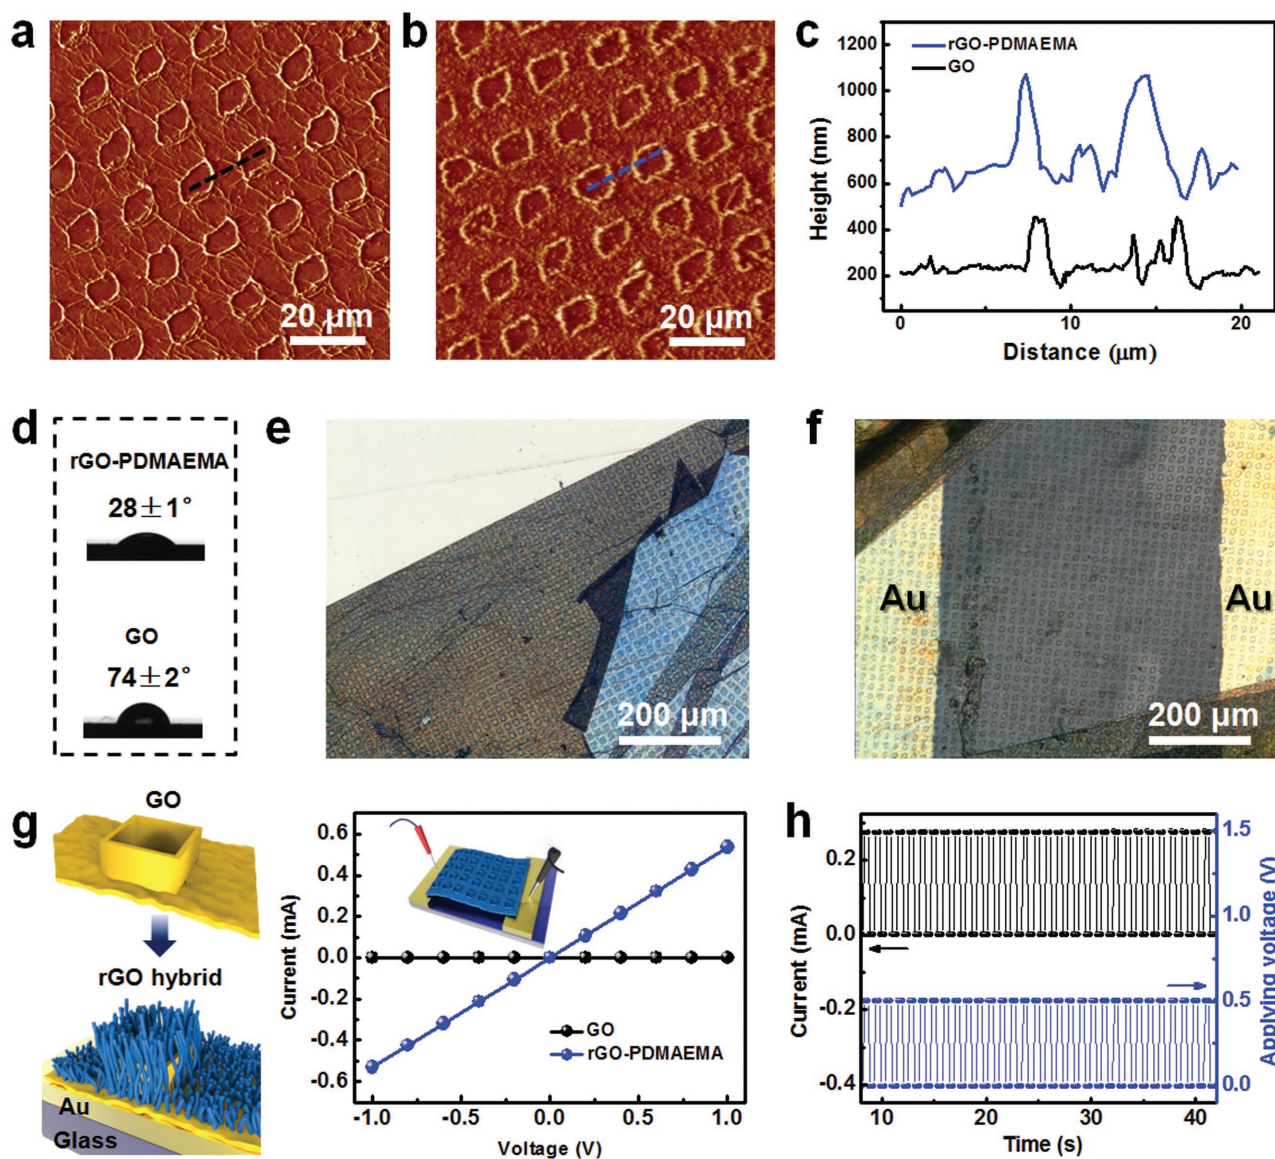 a
20 μm
b
20 μm
c
1200
1000
800
600
400
200
Height (nm)
rGO-PDMAEMA
GO
0
10
20
Distance (μm)
d
rGO-PDMAEMA
28±1°
GO
74±2°
e
200 μm
f
Au
Au
200 μm
g
GO
rGO hybrid
Au
Glass
0.6
0.4
0.2
0.0
-0.2
-0.4
-0.6
Current (mA)
GO
rGO-PDMAEMA
-1.0
-0.5
0.0
0.5
1.0
Voltage (V)
h
0.2
0.0
-0.2
-0.4
Current (mA)
1.5
1.0
0.5
0.0
Applying voltage (V)
10
20
30
40
Time (s)